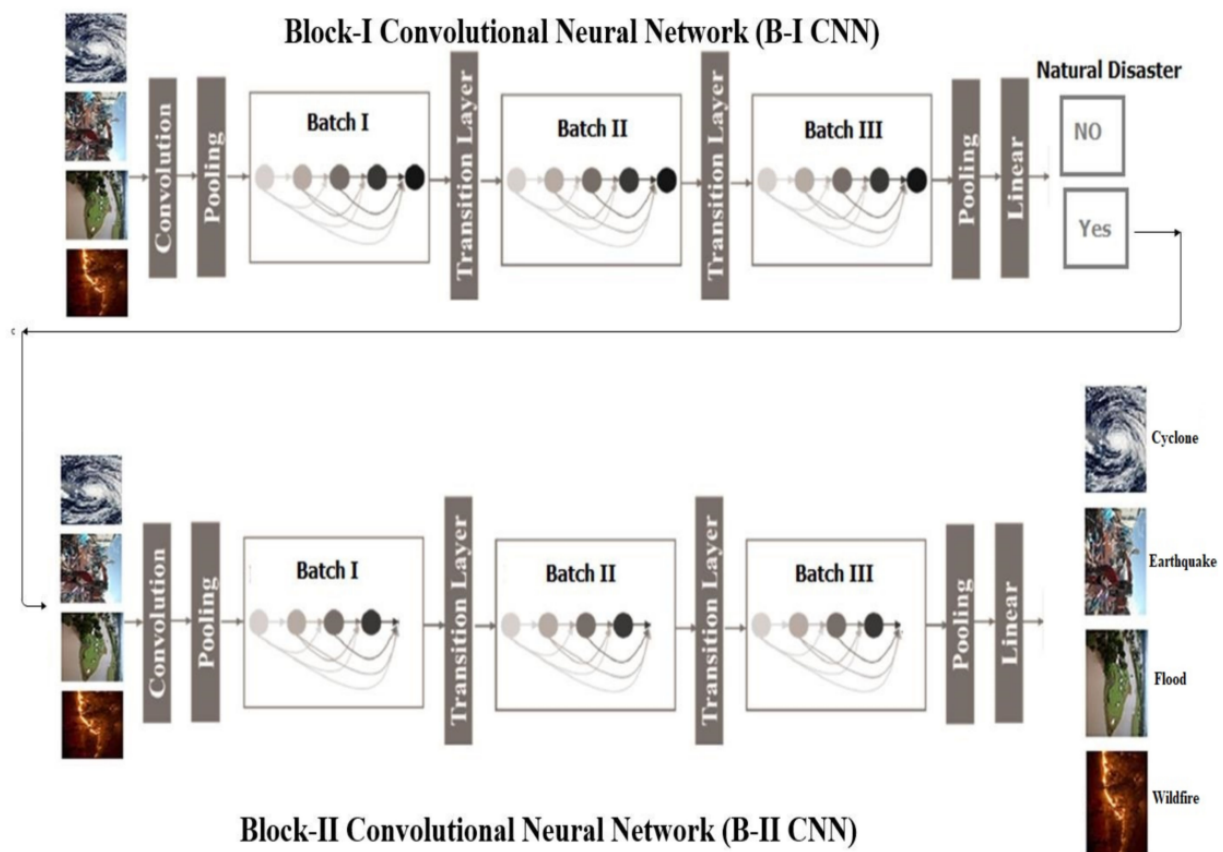 Block-I Convolutional Neural Network (B-I CNN)
Convolution
Pooling
Batch I
Transition Layer
Batch II
Transition Layer
Batch III
Pooling
Linear
Natural Disaster
NO
Yes
c
Convolution
Pooling
Batch I
Transition Layer
Batch II
Transition Layer
Batch III
Pooling
Linear
Cyclone
Earthquake
Flood
Wildfire
Block-II Convolutional Neural Network (B-II CNN)